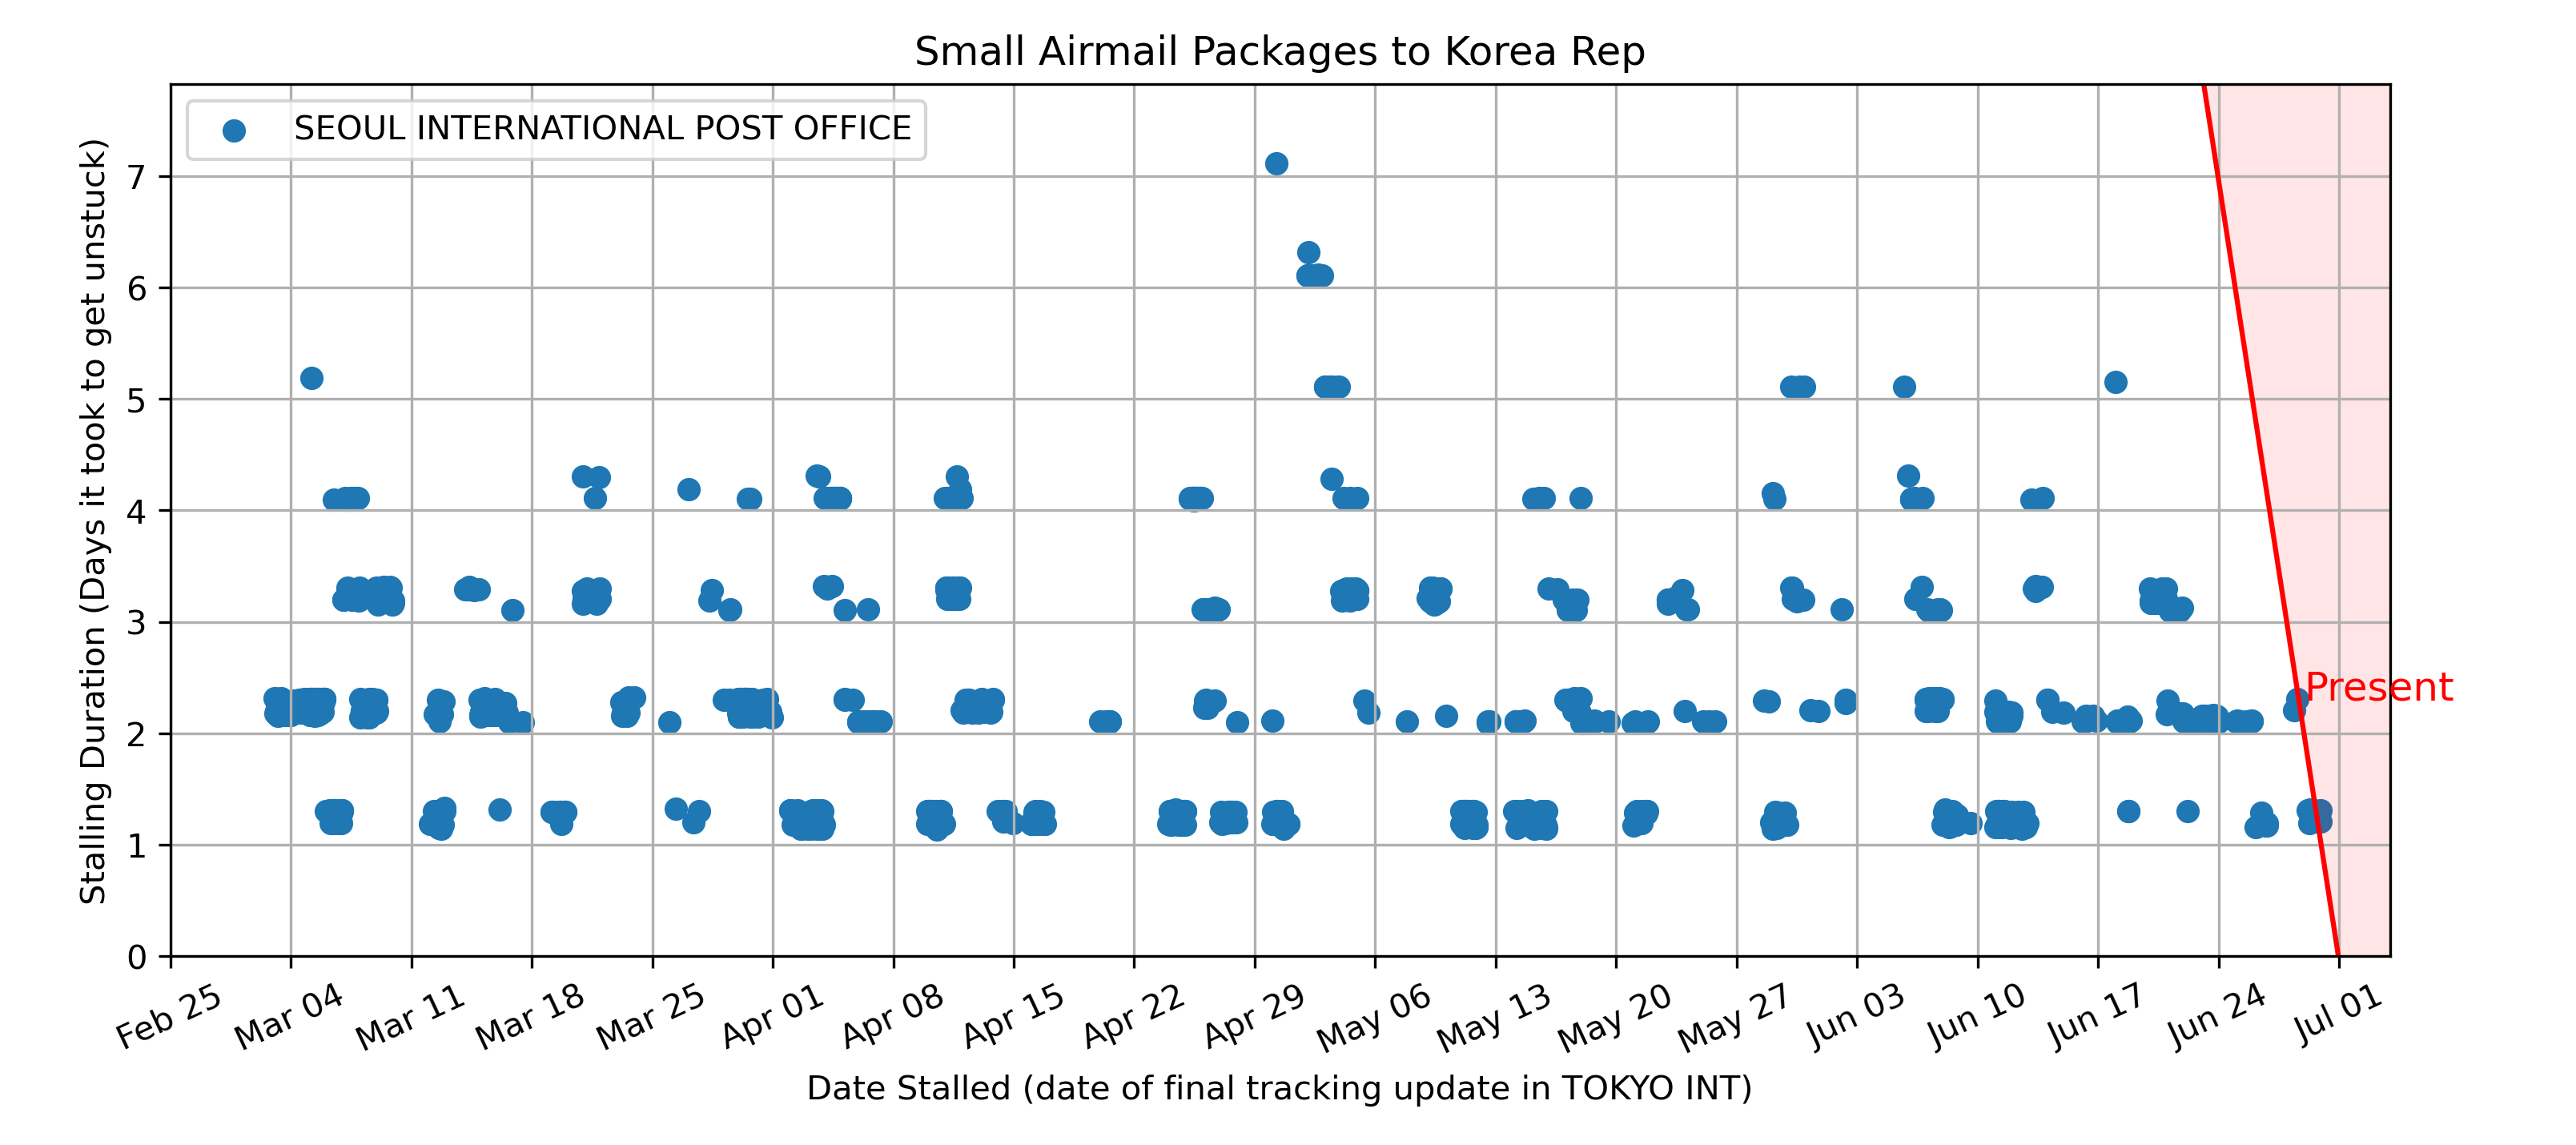 Small Airmail Packages to Korea Rep
SEOUL INTERNATIONAL POST OFFICE
Stalling Duration (Days it took to get unstuck)
7
6
5
4
3
2
1
0
Present
Feb 25
Mar 04
Mar 11
Mar 18
Mar 25
Apr 01
Apr 08
Apr 15
Apr 22
Apr 29
May 06
May 13
May 20
May 27
Jun 03
Jun 10
Jun 17
Jun 24
Jul 01
Date Stalled (date of final tracking update in TOKYO INT)